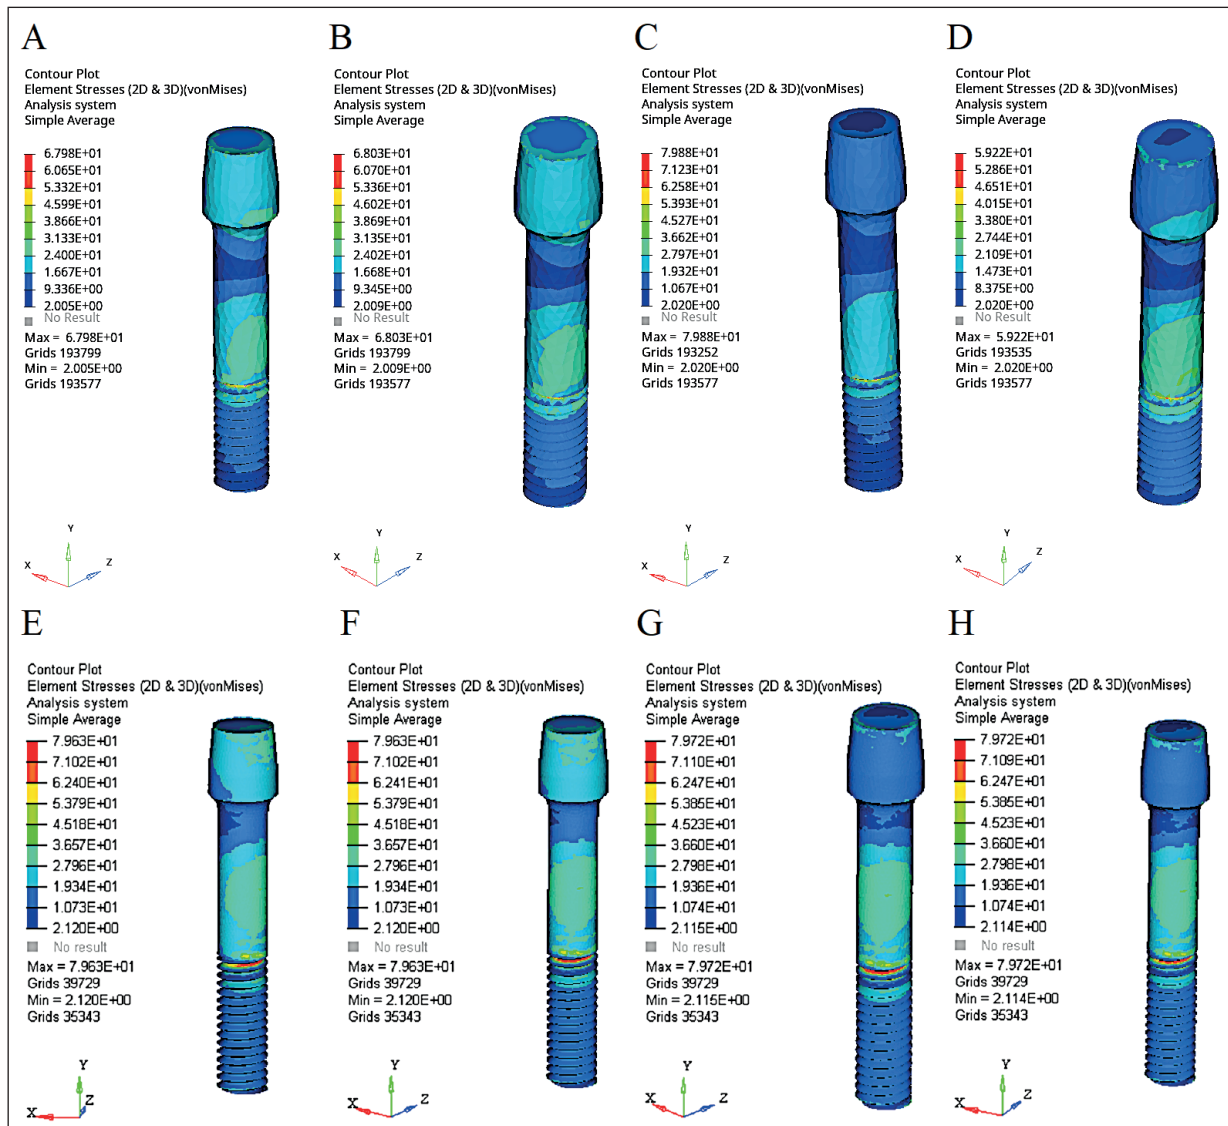 A
Contour Plot
Element Stresses (2D & 3D)(vonMises)
Analysis system
Simple Average
6.798E+01
6.065E+01
5.332E+01
4.599E+01
3.866E+01
3.133E+01
2.400E+01
1.667E+01
9.336E+00
2.005E+00
No Result
Max = 6.798E+01
Grids 193799
Min = 2.005E+00
Grids 193577
Y
X
Z
B
Contour Plot
Element Stresses (2D & 3D)(vonMises)
Analysis system
Simple Average
6.803E+01
6.070E+01
5.336E+01
4.602E+01
3.869E+01
3.135E+01
2.402E+01
1.668E+01
9.345E+00
2.009E+00
No Result
Max = 6.803E+01
Grids 193799
Min = 2.009E+00
Grids 193577
Y
X
Z
C
Contour Plot
Element Stresses (2D & 3D)(vonMises)
Analysis system
Simple Average
7.988E+01
7.123E+01
6.258E+01
5.393E+01
4.527E+01
3.662E+01
2.797E+01
1.932E+01
1.067E+01
2.020E+00
No Result
Max = 7.988E+01
Grids 193252
Min = 2.020E+00
Grids 193577
Y
X
Z
D
Contour Plot
Element Stresses (2D & 3D)(vonMises)
Analysis system
Simple Average
5.922E+01
5.286E+01
4.651E+01
4.015E+01
3.380E+01
2.744E+01
2.109E+01
1.473E+01
8.375E+00
2.020E+00
No Result
Max = 5.922E+01
Grids 193535
Min = 2.020E+00
Grids 193577
Y
X
Z
E
Contour Plot
Element Stresses (2D & 3D)(vonMises)
Analysis system
Simple Average
7.963E+01
7.102E+01
6.240E+01
5.379E+01
4.518E+01
3.657E+01
2.796E+01
1.934E+01
1.073E+01
2.120E+00
No result
Max = 7.963E+01
Grids 39729
Min = 2.120E+00
Grids 35343
Y
Z
X
F
Contour Plot
Element Stresses (2D & 3D)(vonMises)
Analysis system
Simple Average
7.963E+01
7.102E+01
6.241E+01
5.379E+01
4.518E+01
3.657E+01
2.796E+01
1.934E+01
1.073E+01
2.120E+00
No result
Max = 7.963E+01
Grids 39729
Min = 2.120E+00
Grids 35343
Y
X
Z
G
Contour Plot
Element Stresses (2D & 3D)(vonMises)
Analysis system
Simple Average
7.972E+01
7.110E+01
6.247E+01
5.385E+01
4.523E+01
3.660E+01
2.798E+01
1.936E+01
1.074E+01
2.115E+00
No result
Max = 7.972E+01
Grids 39729
Min = 2.115E+00
Grids 35343
Y
X
Z
H
Contour Plot
Element Stresses (2D & 3D)(vonMises)
Analysis system
Simple Average
7.972E+01
7.109E+01
6.247E+01
5.385E+01
4.523E+01
3.660E+01
2.798E+01
1.936E+01
1.074E+01
2.114E+00
No result
Max = 7.972E+01
Grids 39729
Min = 2.114E+00
Grids 35343
Y
X
Z